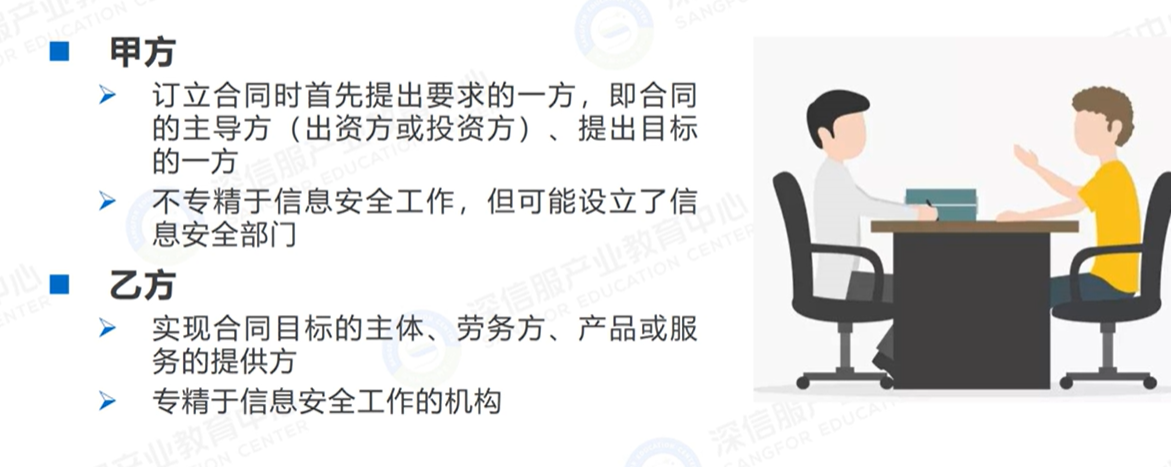 甲方
订立合同时首先提出要求的一方，即合同
的主导方（出资方或投资方）、提出目标
的一方
不专精于信息安全工作，但可能设立了信
息安全部门
乙方
实现合同目标的主体、劳务方、产品或服
务的提供方
专精于信息安全工作的机构
深信服产业教育中心
SANGFOR EDUCATION CENTER